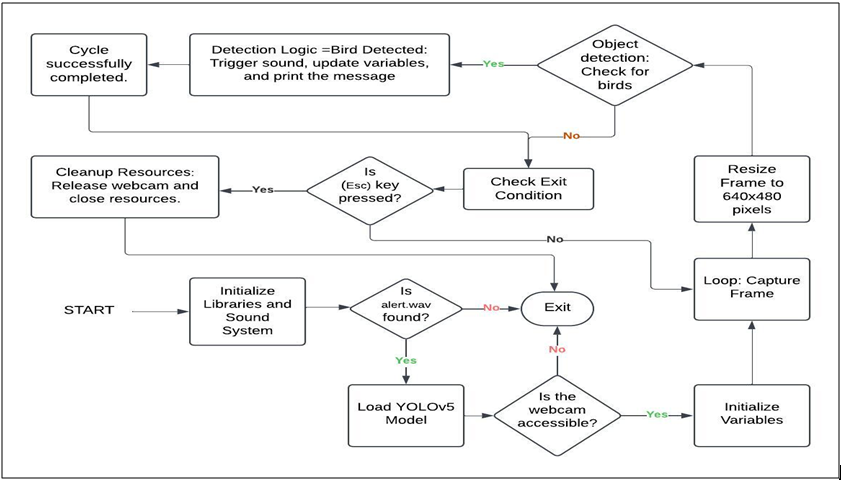 Cycle
successfully
completed.
Detection Logic =Bird Detected:
Trigger sound, update variables,
and print the message
Yes
Object
detection:
Check for
birds
No
Cleanup Resources:
Release webcam and
close resources.
Yes
Is
(Esc) key
pressed?
Check Exit
Condition
Resize
Frame to
640x480
pixels
No
Loop: Capture
Frame
START
Initialize
Libraries and
Sound
System
Is
alert.wav
found?
No
Exit
Yes
No
Load YOLOv5
Model
Is the
webcam
accessible?
Yes
Initialize
Variables